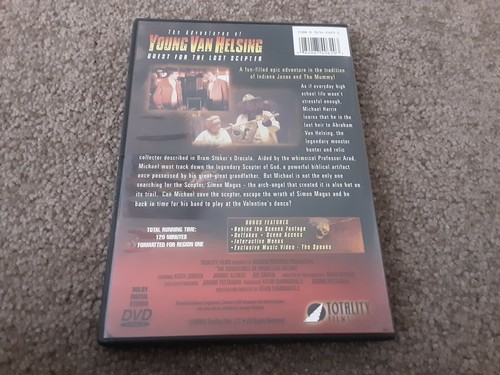 The Adventures of
YOUNG VAN HELSING
QUEST FOR THE LOST SCEPTER
A fun-filled epic adventure in the tradition
of Indiana Jones and The Mummy!
As if everyday high
school life wasn't
stressful enough,
Michael Harris
learns that he is the
last heir to Abraham
Van Helsing, the
legendary monster
hunter and relic
collector described in Bram Stoker's Dracula. Aided by the whimsical Professor Arad,
Michael must track down the legendary Scepter of God, a powerful biblical artifact
once possessed by his great-great grandfather. But Michael is not the only one
searching for the Scepter, Simon Magus - the arch-angel that created it is also hot on
its trail. Can Michael save the scepter, escape the wrath of Simon Magus and be
back in time for his band to play at the Valentine's dance?
TOTAL RUNNING TIME:
120 MINUTES
FORMATTED FOR REGION ONE
BONUS FEATURES
•Behind the Scenes Footage
•Outtakes • Scene Access
•Interactive Menus
•Exclusive Music Video - The Speaks
DOLBY
DIGITAL
STEREO
DVD
TOTALITY
FILMS